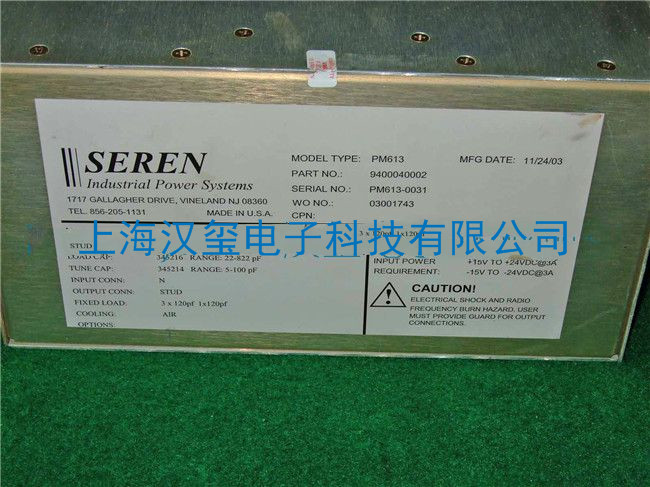 SEREN
Industrial Power Systems
1717 GALLAGHER DRIVE, VINELAND NJ 08360
TEL. 856-205-1131 MADE IN U.S.A.
MODEL TYPE: PM613 MFG DATE: 11/24/03
PART NO.: 9400040002
SERIAL NO.: PM613-0031
WO NO.: 03001743
CPN:
3 x 120pf 1x120pf
上海汉玺电子科技有限公司
STUD
LOAD CAP: 345216 RANGE: 22-822 pF
TUNE CAP: 345214 RANGE: 5-100 pF
INPUT CONN: N
OUTPUT CONN: STUD
FIXED LOAD: 3 x 120pf 1x120pf
COOLING: AIR
OPTIONS:
INPUT POWER +15V TO +24VDC@3A
REQUIREMENT: -15V TO -24VDC@3A
CAUTION!
ELECTRICAL SHOCK AND RADIO
FREQUENCY BURN HAZARD. USER
MUST PROVIDE GUARD FOR OUTPUT
CONNECTIONS.